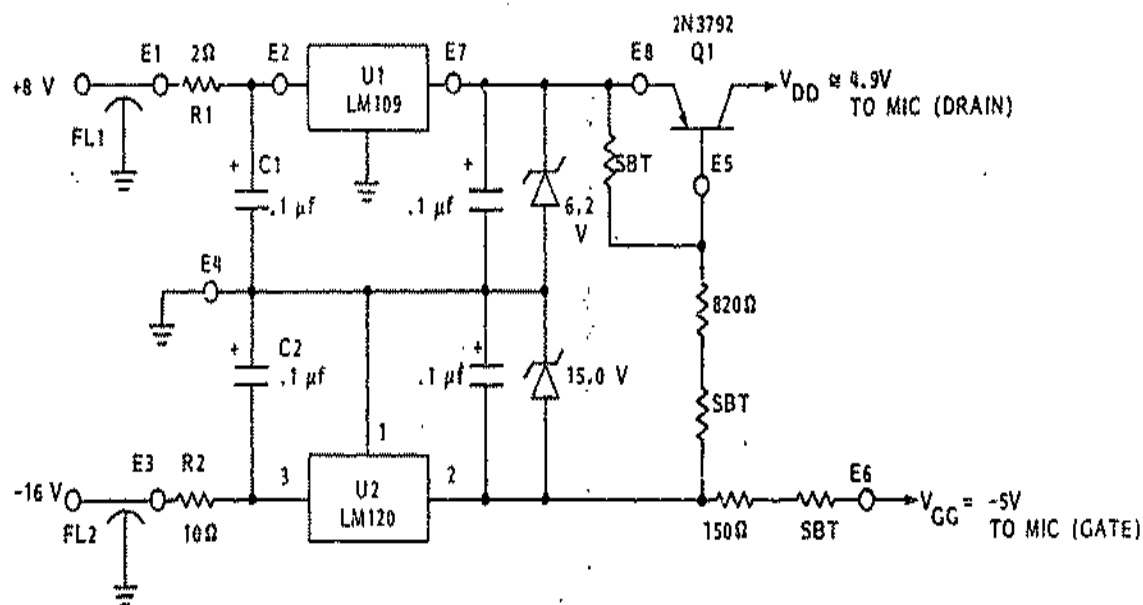 2N3792
Q1
E1
2Ω
E2
U1
LM109
E7
E8
+8 V
R1
FL1
V_DD ≅ 4.9V
TO MIC (DRAIN)
+
C1
.1 μf
+
.1 μf
6.2
V
SBT
E5
E4
820Ω
+
C2
.1 μf
+
.1 μf
15.0 V
SBT
1
E3
R2
3
U2
LM120
2
E6
-16 V
FL2
10Ω
150Ω
SBT
V_GG = -5V
TO MIC (GATE)